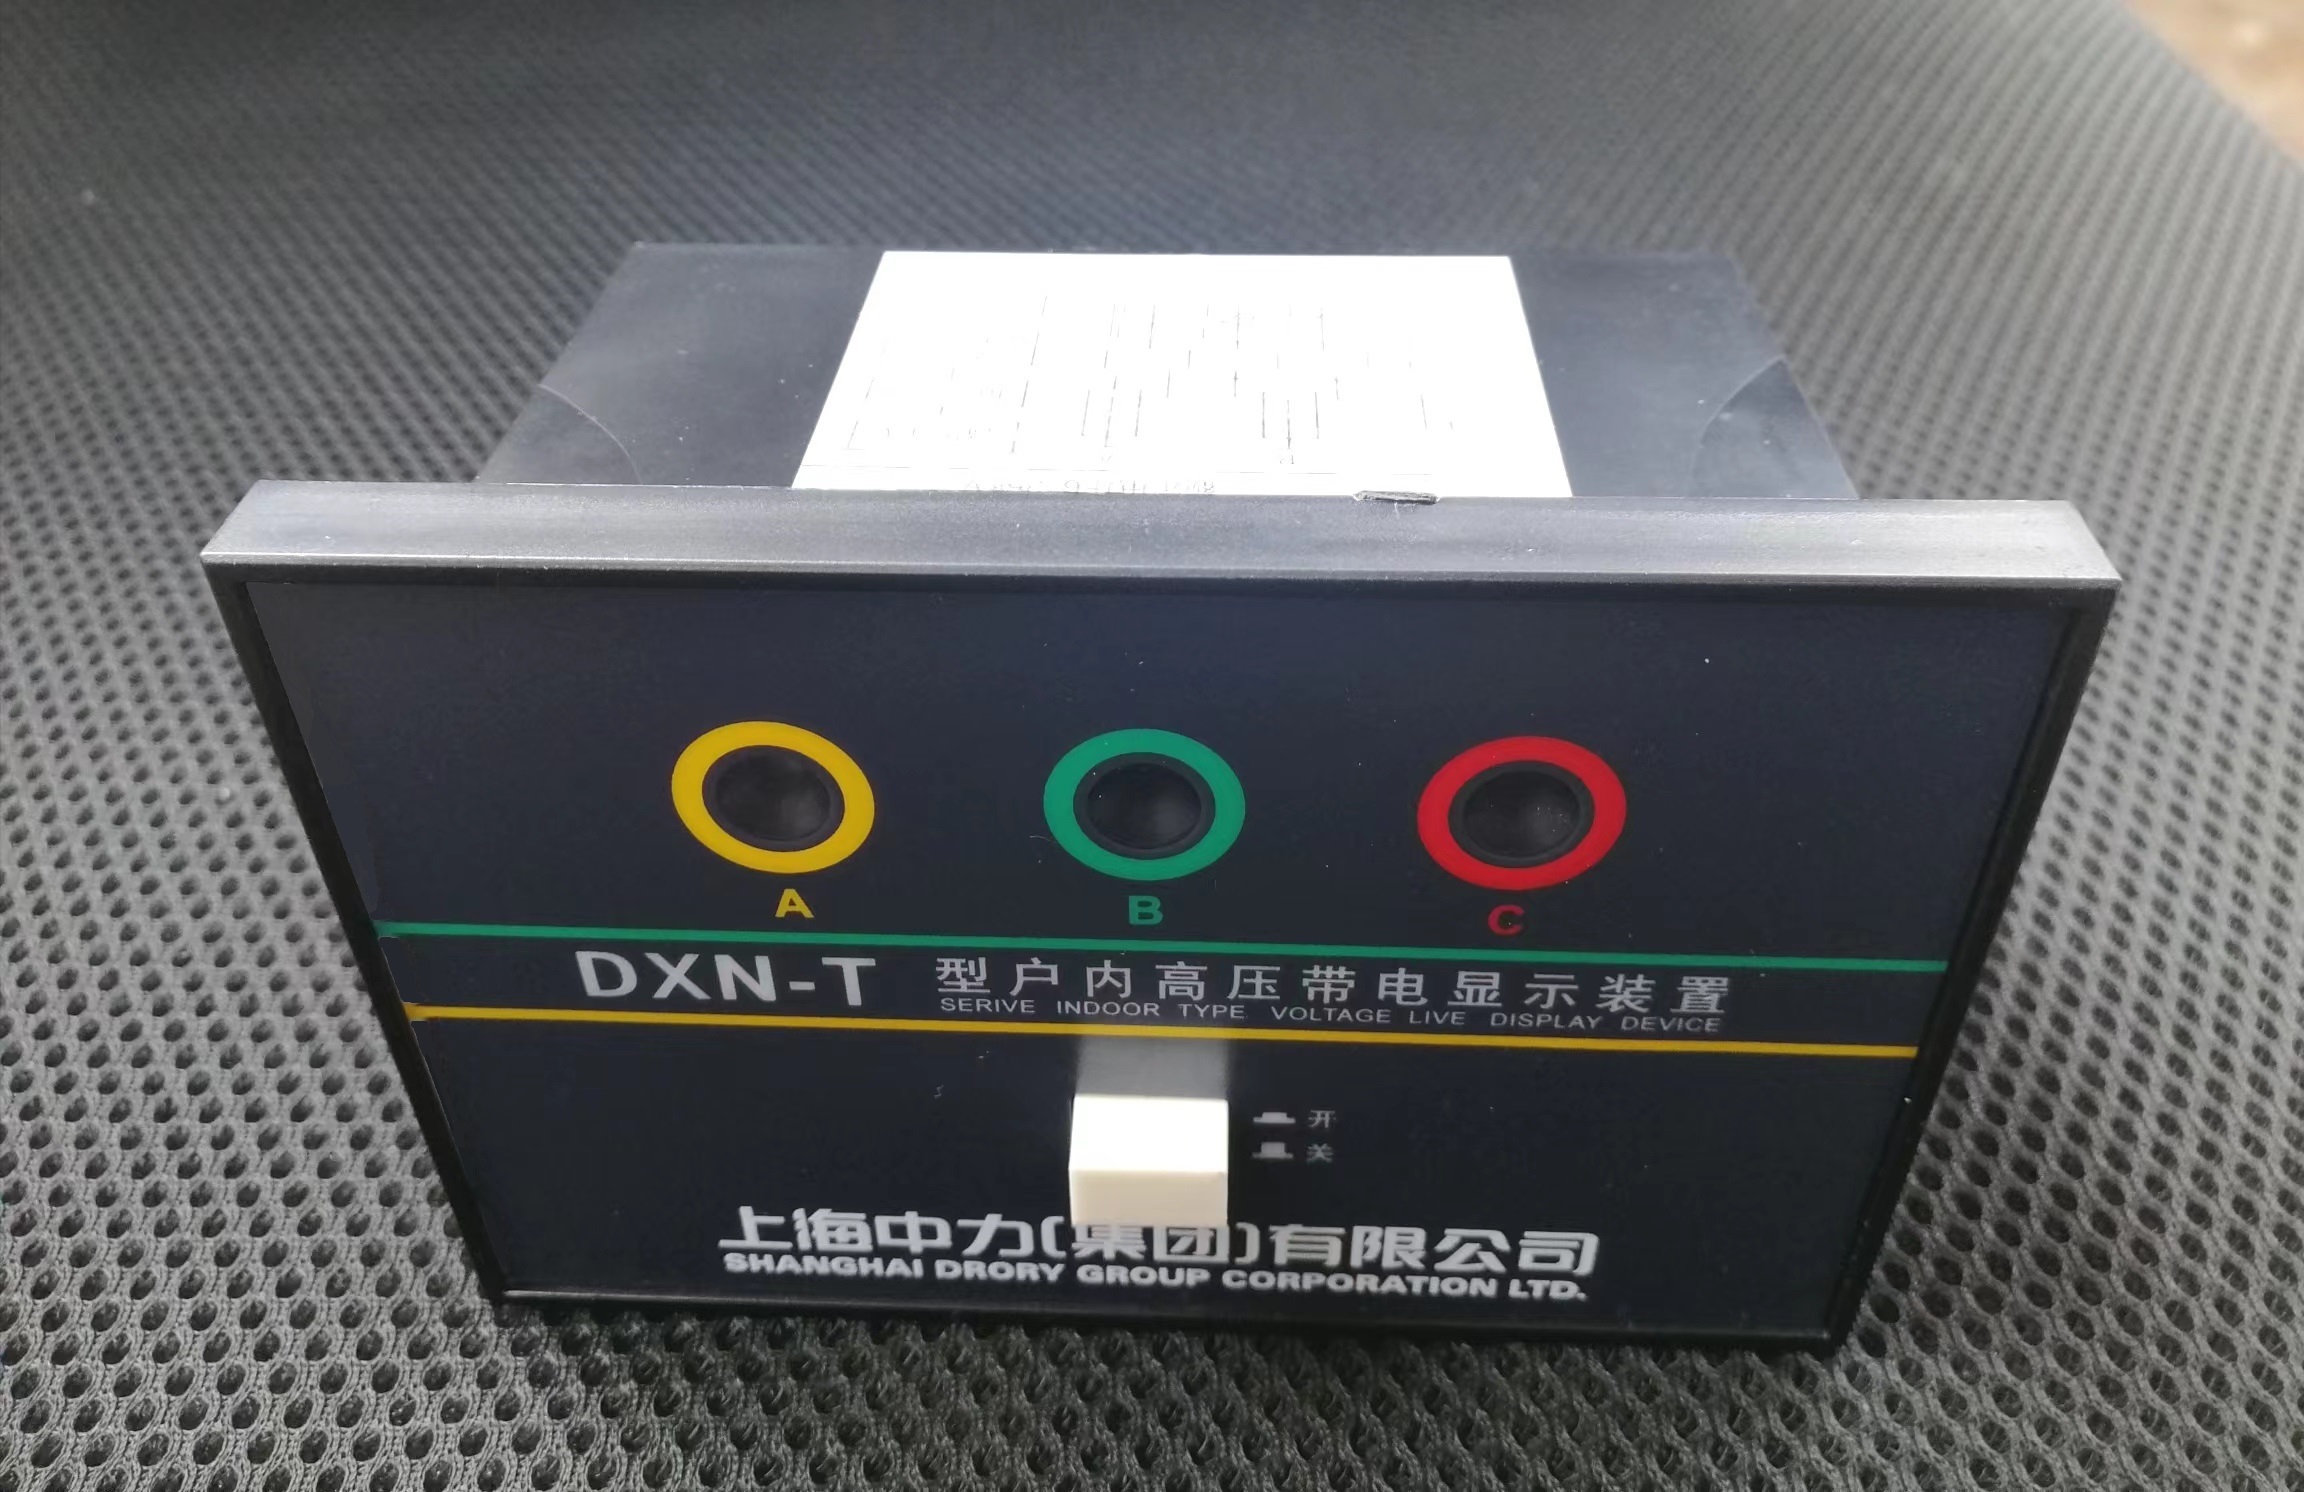 A B C
DXN-T 型户内高压带电显示装置
SERIVE INDOOR TYPE VOLTAGE LIVE DISPLAY DEVICE
开
关
上海中力(集团)有限公司
SHANGHAI DRORY GROUP CORPORATION LTD.